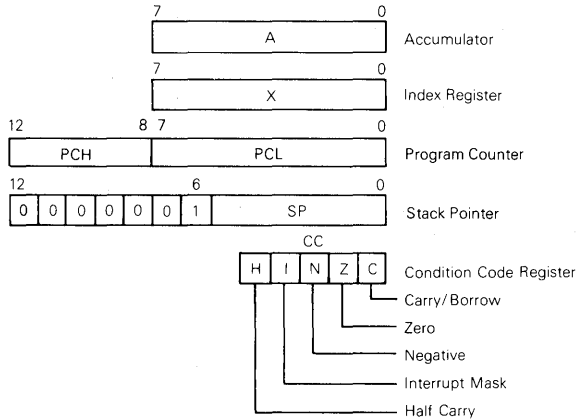 7 0
A Accumulator
7 0
X Index Register
12 8 7 0
PCH PCL Program Counter
12 6 0
0 0 0 0 0 1 SP Stack Pointer
CC
H I N Z C Condition Code Register
Carry/Borrow
Zero
Negative
Interrupt Mask
Half Carry